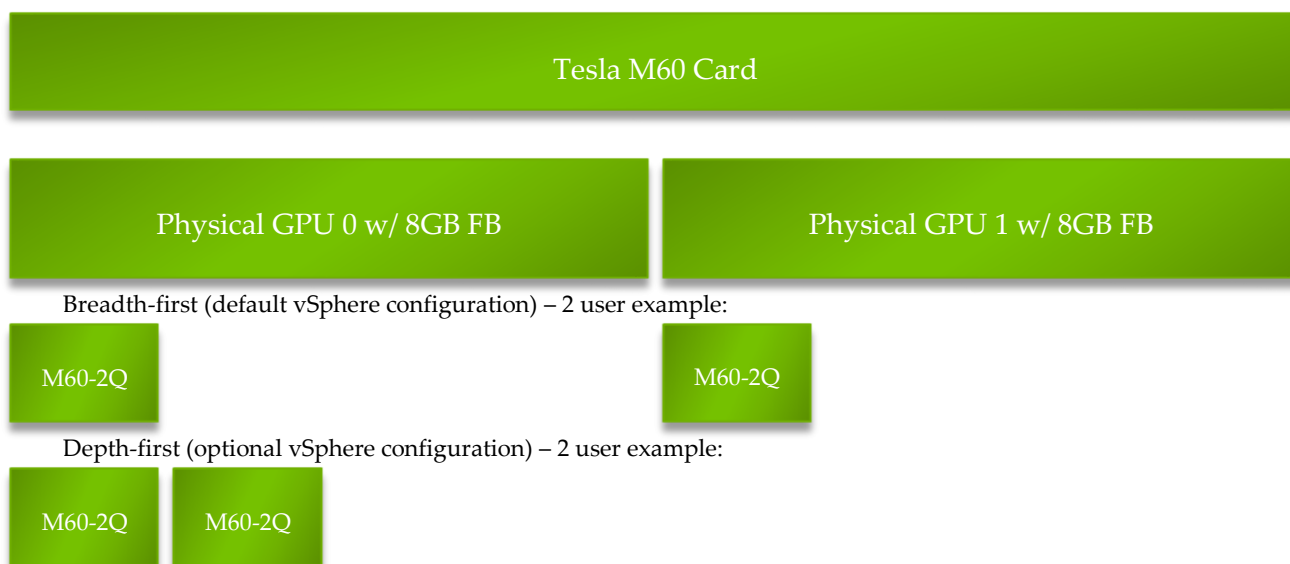 Tesla M60 Card
Physical GPU 0 w/ 8GB FB
Physical GPU 1 w/ 8GB FB
Breadth-first (default vSphere configuration) – 2 user example:
M60-2Q
M60-2Q
Depth-first (optional vSphere configuration) – 2 user example:
M60-2Q
M60-2Q